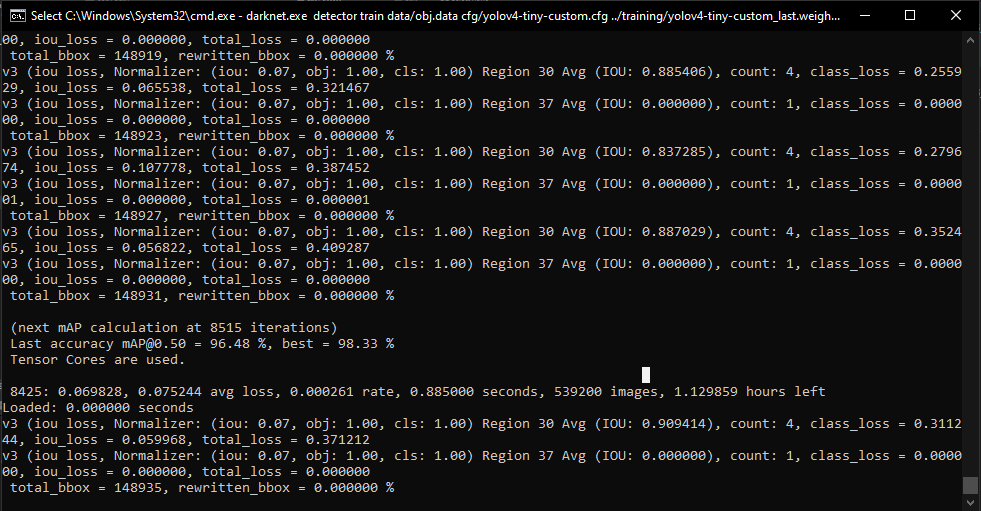 Select C:\Windows\System32\cmd.exe - darknet.exe  detector train data/obj.data cfg/yolov4-tiny-custom.cfg ../training/yolov4-tiny-custom_last.weigh...
00, iou_loss = 0.000000, total_loss = 0.000000
total_bbox = 148919, rewritten_bbox = 0.000000 %
v3 (iou loss, Normalizer: (iou: 0.07, obj: 1.00, cls: 1.00) Region 30 Avg (IOU: 0.885406), count: 4, class_loss = 0.2559
29, iou_loss = 0.065538, total_loss = 0.321467
v3 (iou loss, Normalizer: (iou: 0.07, obj: 1.00, cls: 1.00) Region 37 Avg (IOU: 0.000000), count: 1, class_loss = 0.0000
00, iou_loss = 0.000000, total_loss = 0.000000
total_bbox = 148923, rewritten_bbox = 0.000000 %
v3 (iou loss, Normalizer: (iou: 0.07, obj: 1.00, cls: 1.00) Region 30 Avg (IOU: 0.837285), count: 4, class_loss = 0.2796
74, iou_loss = 0.107778, total_loss = 0.387452
v3 (iou loss, Normalizer: (iou: 0.07, obj: 1.00, cls: 1.00) Region 37 Avg (IOU: 0.000000), count: 1, class_loss = 0.0000
01, iou_loss = 0.000000, total_loss = 0.000001
total_bbox = 148927, rewritten_bbox = 0.000000 %
v3 (iou loss, Normalizer: (iou: 0.07, obj: 1.00, cls: 1.00) Region 30 Avg (IOU: 0.887029), count: 4, class_loss = 0.3524
65, iou_loss = 0.056822, total_loss = 0.409287
v3 (iou loss, Normalizer: (iou: 0.07, obj: 1.00, cls: 1.00) Region 37 Avg (IOU: 0.000000), count: 1, class_loss = 0.0000
00, iou_loss = 0.000000, total_loss = 0.000000
total_bbox = 148931, rewritten_bbox = 0.000000 %
(next mAP calculation at 8515 iterations)
Last accuracy mAP@0.50 = 96.48 %, best = 98.33 %
Tensor Cores are used.
8425: 0.069828, 0.075244 avg loss, 0.000261 rate, 0.885000 seconds, 539200 images, 1.129859 hours left
Loaded: 0.000000 seconds
v3 (iou loss, Normalizer: (iou: 0.07, obj: 1.00, cls: 1.00) Region 30 Avg (IOU: 0.909414), count: 4, class_loss = 0.3112
44, iou_loss = 0.059968, total_loss = 0.371212
v3 (iou loss, Normalizer: (iou: 0.07, obj: 1.00, cls: 1.00) Region 37 Avg (IOU: 0.000000), count: 1, class_loss = 0.0000
00, iou_loss = 0.000000, total_loss = 0.000000
total_bbox = 148935, rewritten_bbox = 0.000000 %